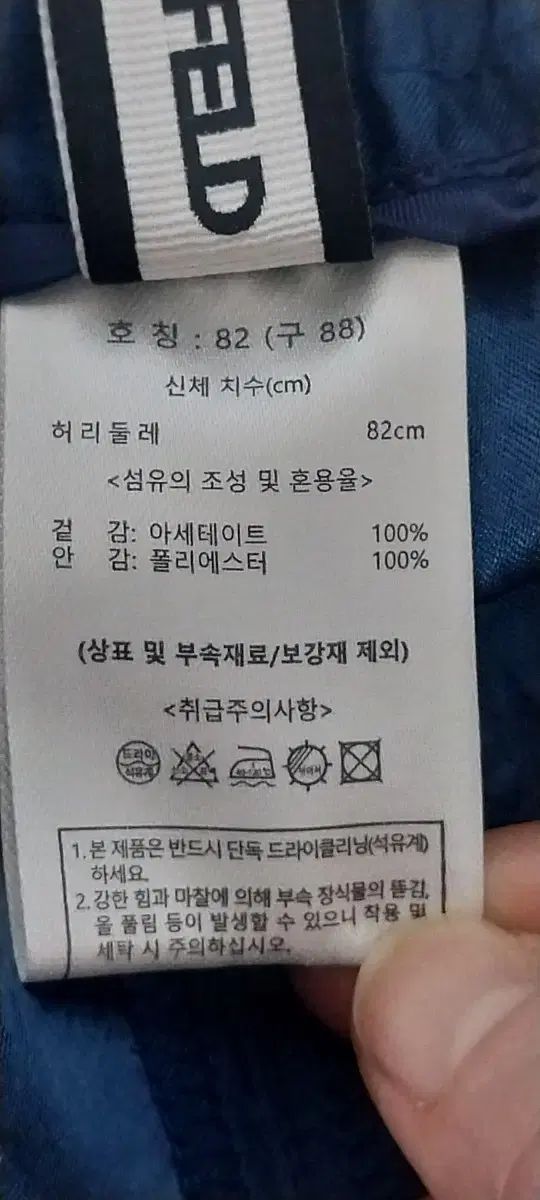 FELD
호 칭 : 82 (구 88)
신체 치수(cm)
허 리 둘 레 82cm
<섬유의 조성 및 혼용율>
겉 감: 아세테이트 100%
안 감: 폴리에스터 100%
(상표 및 부속재료/보강재 제외)
<취급주의사항>
드라이
석유계
1.본 제품은 반드시 단독 드라이클리닝(석유계)
하세요.
2.강한 힘과 마찰에 의해 부속 장식물의 뜯김,
올 풀림 등이 발생할 수 있으니 착용 및
세탁 시 주의하십시오.